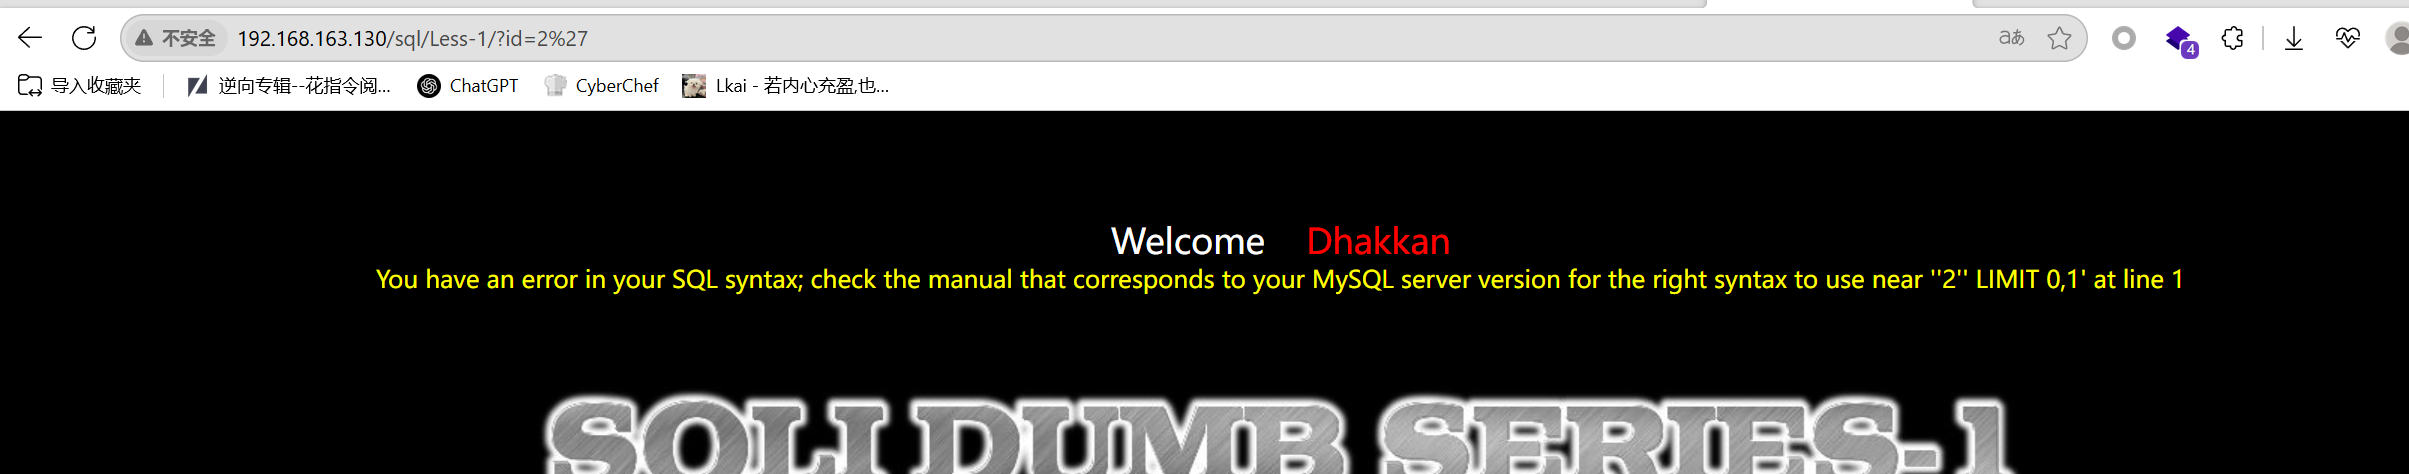 不安全 192.168.163.130/sql/Less-1/?id=2%27 aあ 4
导入收藏夹 逆向专辑--花指令阅... ChatGPT CyberChef Lkai - 若内心充盈,也...
Welcome Dhakkan
You have an error in your SQL syntax; check the manual that corresponds to your MySQL server version for the right syntax to use near ''2'' LIMIT 0,1' at line 1
SQLI DUMB SERIES-1